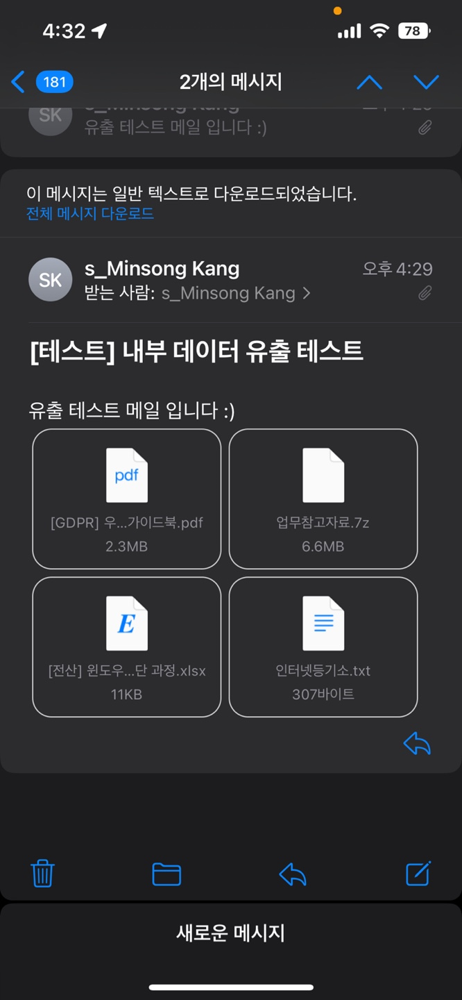 4:32
78
181
2개의 메시지
SK
유출 테스트 메일 입니다 :)
이 메시지는 일반 텍스트로 다운로드되었습니다.
전체 메시지 다운로드
SK
s_Minsong Kang
오후 4:29
받는 사람: s_Minsong Kang
[테스트] 내부 데이터 유출 테스트
유출 테스트 메일 입니다 :)
pdf
[GDPR] 우...가이드북.pdf
2.3MB
업무참고자료.7z
6.6MB
E
[전산] 윈도우...단 과정.xlsx
11KB
인터넷등기소.txt
307바이트
새로운 메시지